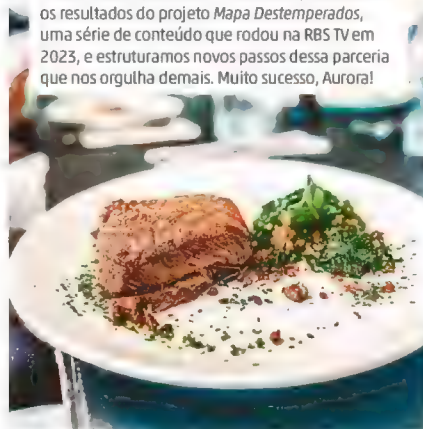 os resultados do projeto Mapa Destemperados,
uma série de conteúdo que rodou na RBS TV em
2023, e estruturamos novos passos dessa parceria
que nos orgulha demais. Muito sucesso, Aurora!